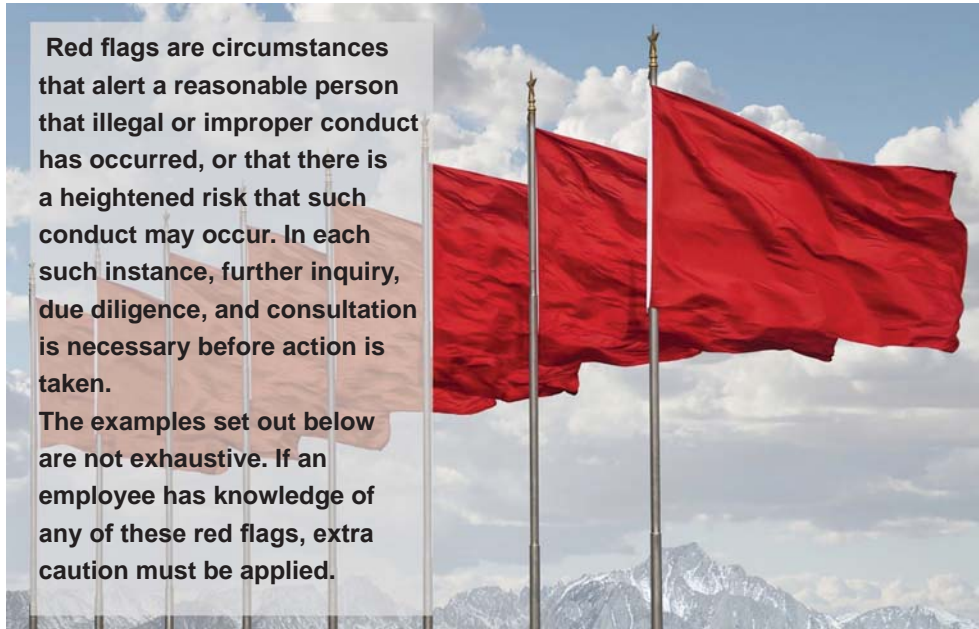 Red flags are circumstances
that alert a reasonable person
that illegal or improper conduct
has occurred, or that there is
a heightened risk that such
conduct may occur. In each
such instance, further inquiry,
due diligence, and consultation
is necessary before action is
taken.
The examples set out below
are not exhaustive. If an
employee has knowledge of
any of these red flags, extra
caution must be applied.